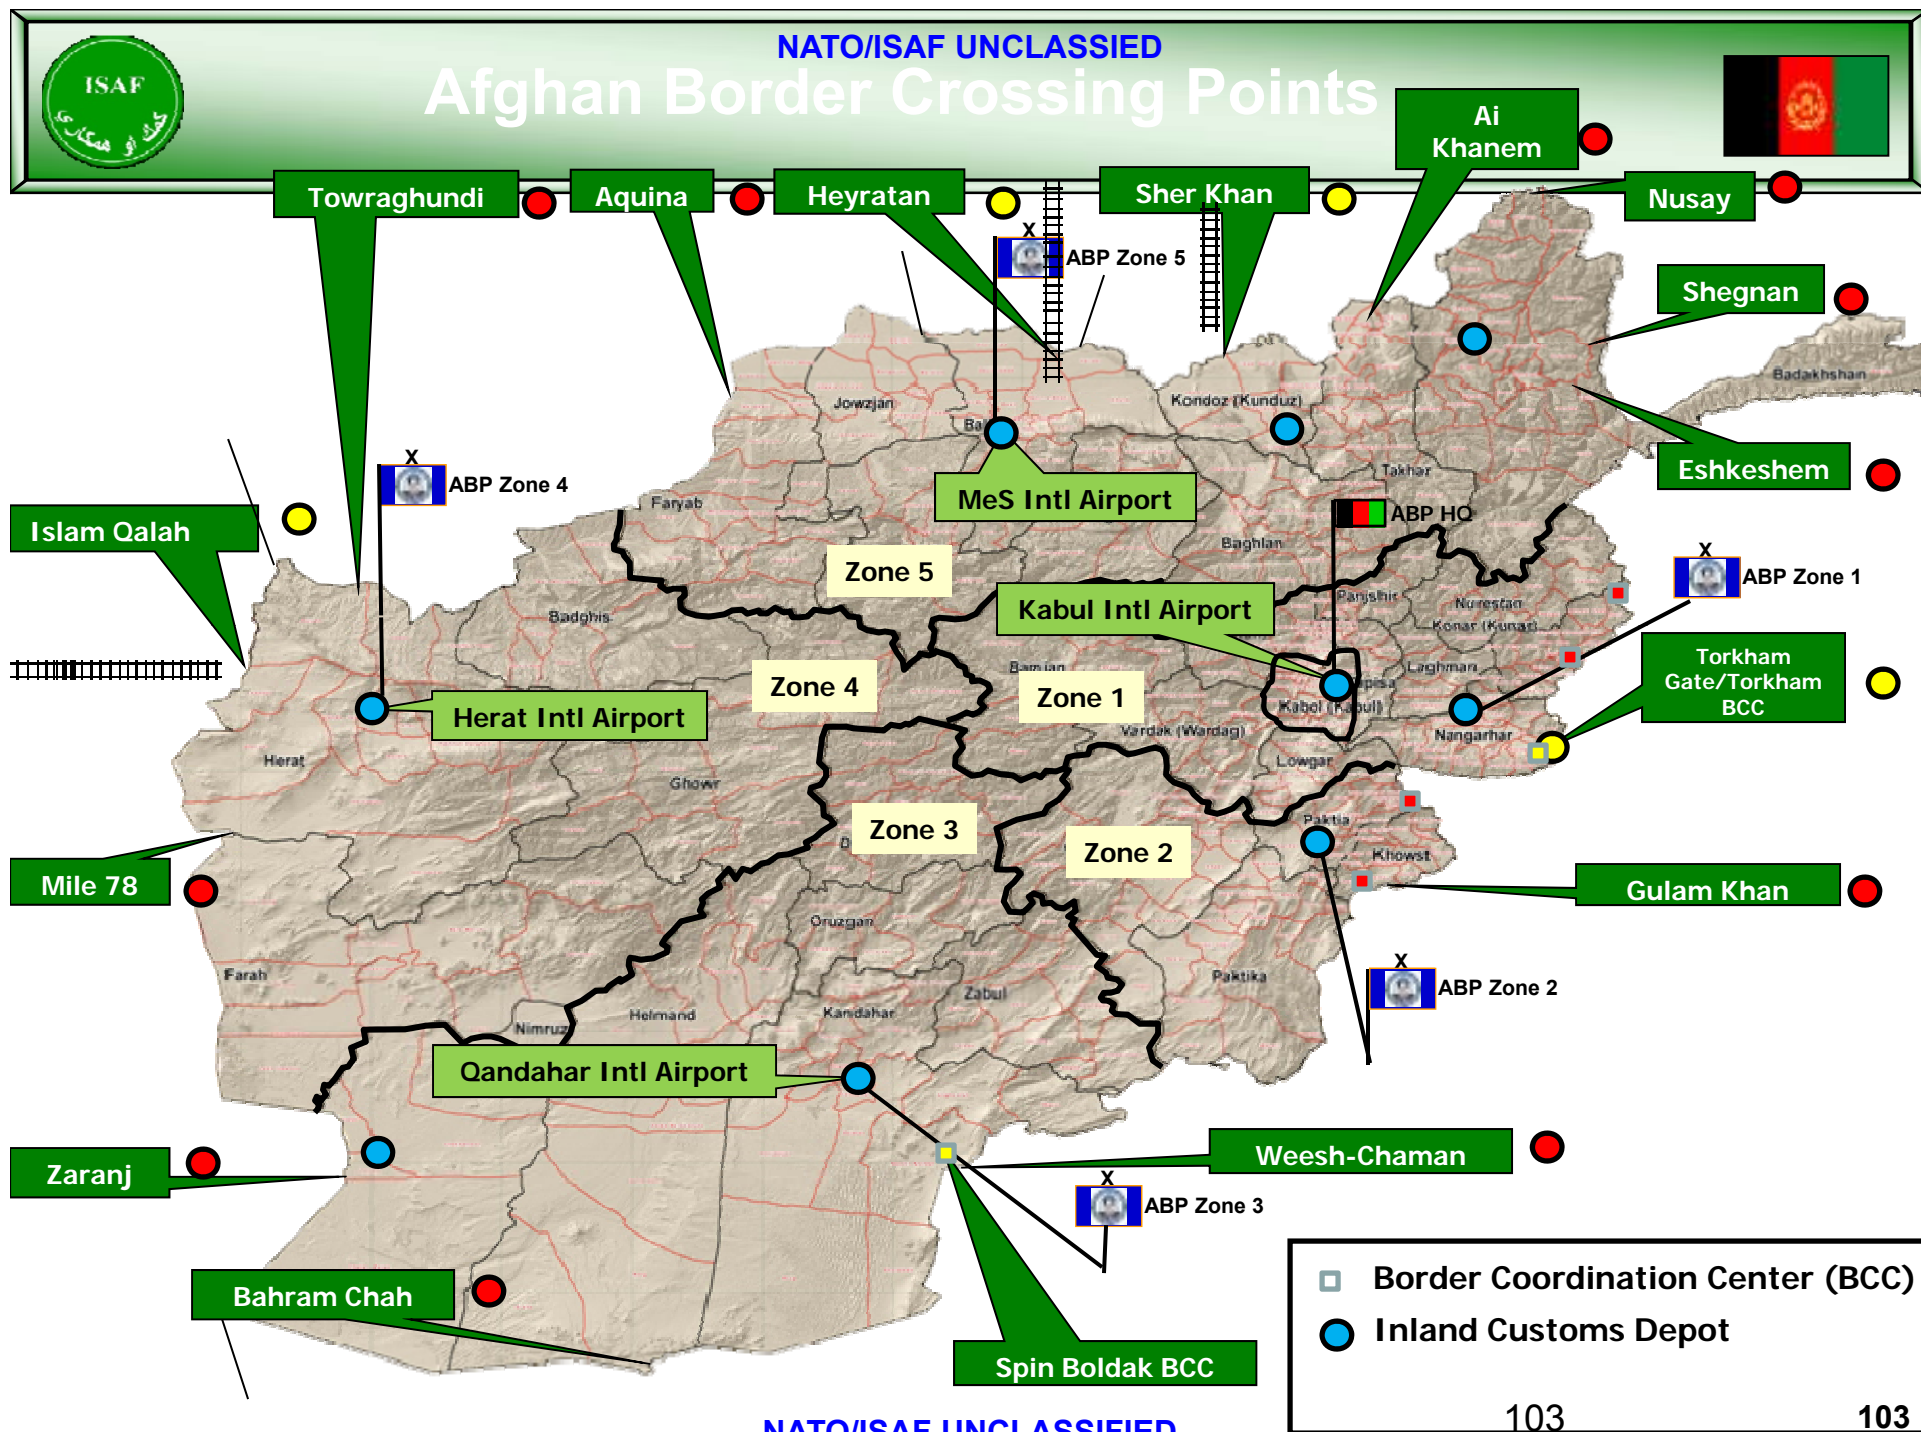 NATO/ISAF UNCLASSIED
Afghan Border Crossing Points
ISAF
کمک او همکاري
Ai
Khanem
Towraghundi
Aquina
Heyratan
Sher Khan
Nusay
X
ABP Zone 5
Shegnan
Badakhshan
Jowzjan
Kondoz (Kunduz)
X
ABP Zone 4
Takhar
Eshkeshem
MeS Intl Airport
Faryab
Islam Qalah
ABP HQ
Baghlan
X
ABP Zone 1
Zone 5
Kabul Intl Airport
Panjshir
Nurestan
Konar (Kunar)
Badghis
Laghman
Torkham
Gate/Torkham
BCC
Bamian
Zone 4
Zone 1
Kabol (Kabul)
Herat Intl Airport
Vardak (Wardag)
Nangarhar
Herat
Lowgar
Ghowr
Zone 3
Paktia
Zone 2
Khowst
Mile 78
Gulam Khan
Oruzgan
Farah
Paktika
X
ABP Zone 2
Zabul
Kandahar
Helmand
Nimruz
Qandahar Intl Airport
Zaranj
Weesh-Chaman
X
ABP Zone 3
Bahram Chah
Spin Boldak BCC
Border Coordination Center (BCC)
Inland Customs Depot
NATO/ISAF UNCLASSIFIED
103
103